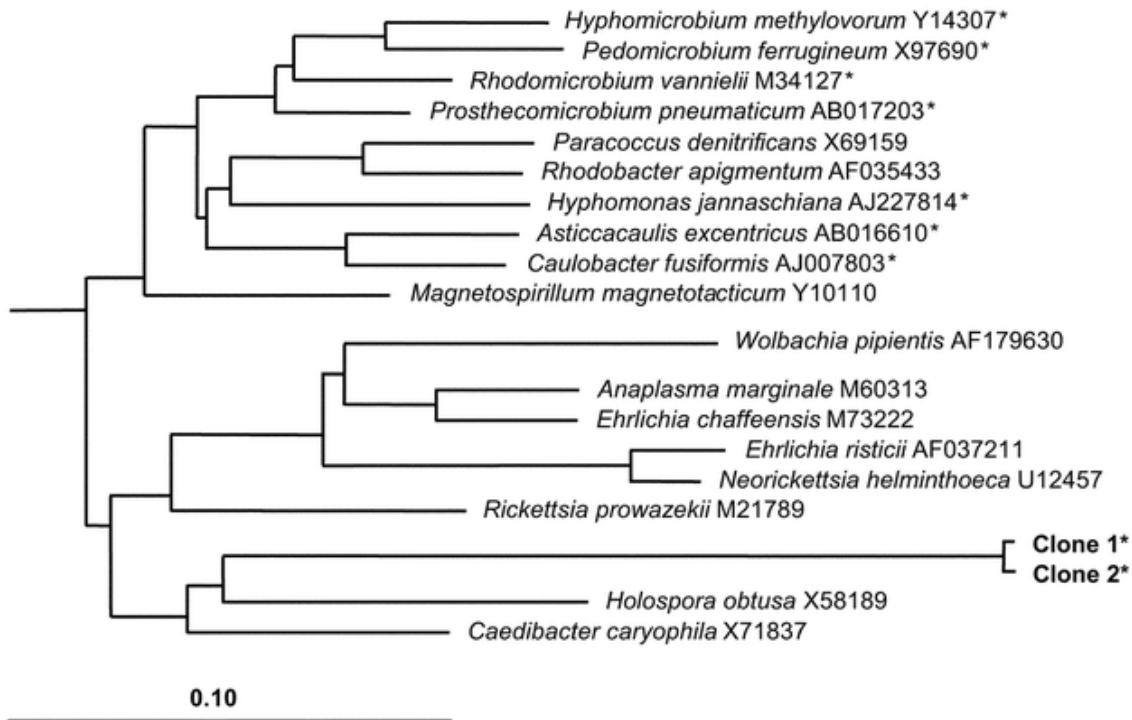 Hyphomicrobium methylovorum Y14307*
Pedomicrobium ferrugineum X97690*
Rhodomicrobium vannielii M34127*
Prosthecomicrobium pneumaticum AB017203*
Paracoccus denitrificans X69159
Rhodobacter apigmentum AF035433
Hyphomonas jannaschiana AJ227814*
Asticcacaulis excentricus AB016610*
Caulobacter fusiformis AJ007803*
Magnetospirillum magnetotacticum Y10110
Wolbachia pipientis AF179630
Anaplasma marginale M60313
Ehrlichia chaffeensis M73222
Ehrlichia risticii AF037211
Neorickettsia helminthoeca U12457
Rickettsia prowazekii M21789
Clone 1*
Clone 2*
Holospora obtusa X58189
Caedibacter caryophila X71837
0.10